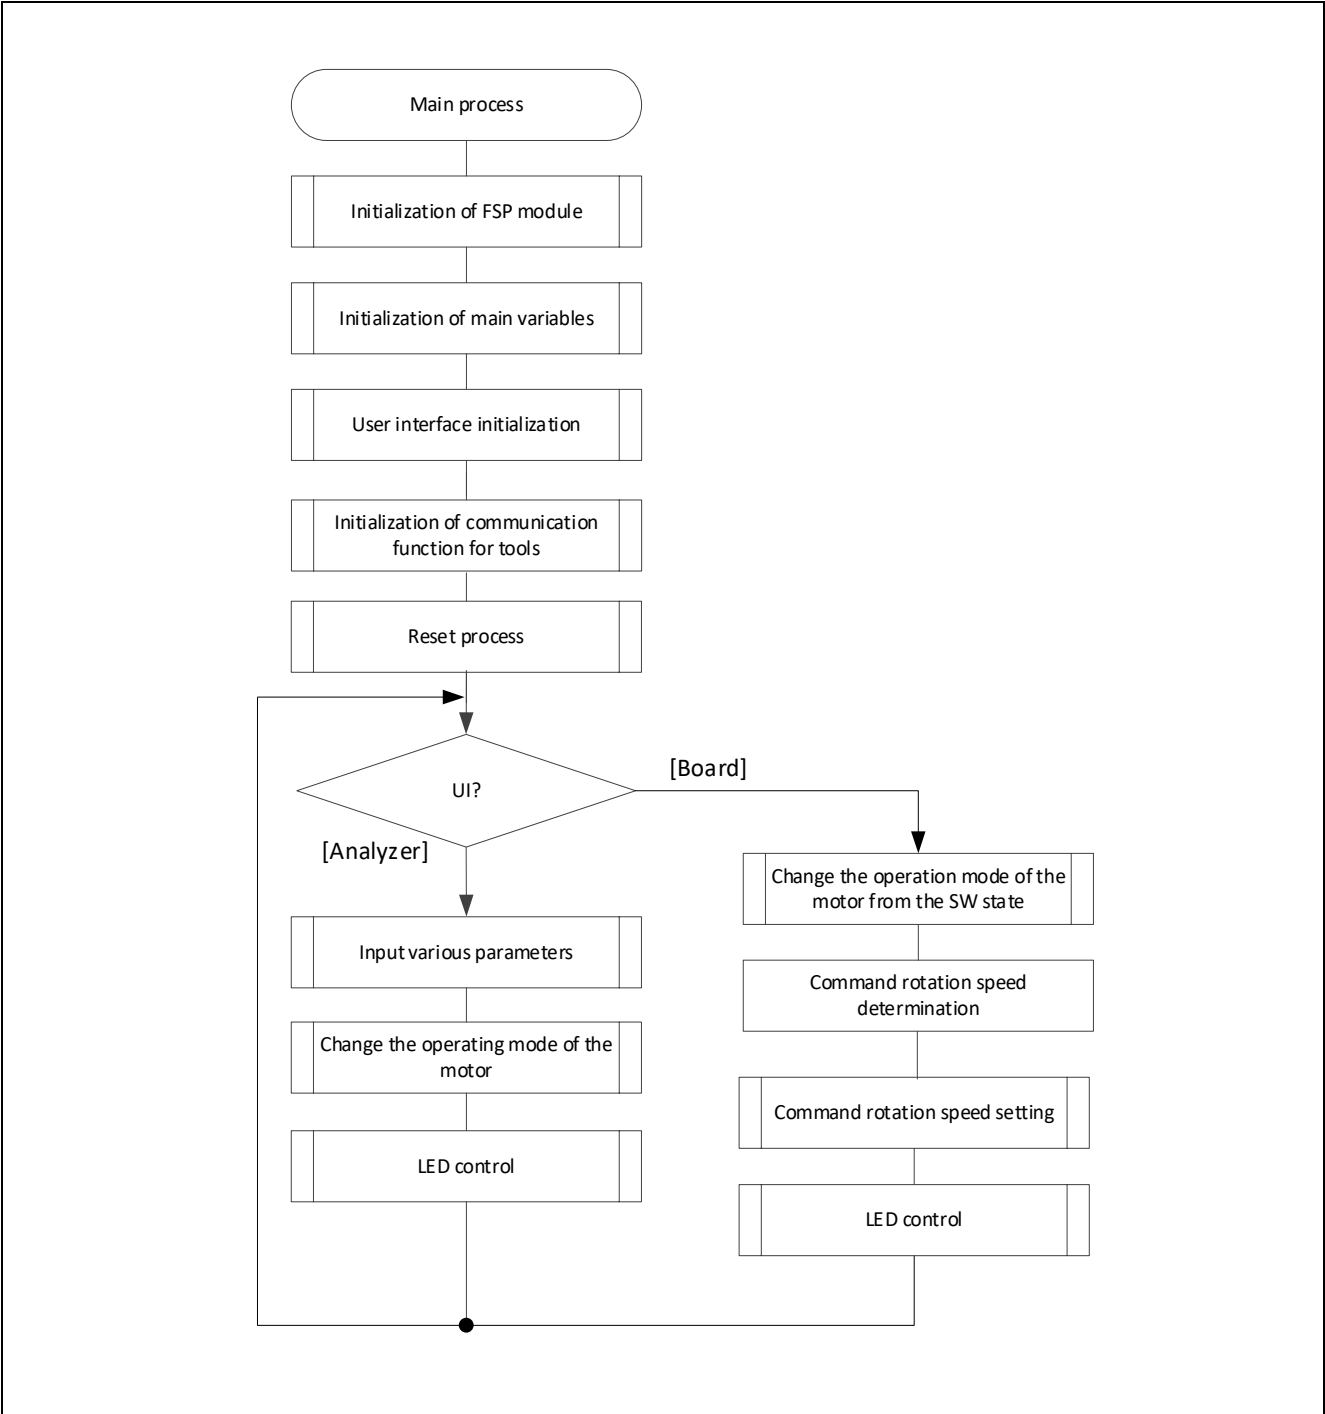 Main process
Initialization of FSP module
Initialization of main variables
User interface initialization
Initialization of communication
function for tools
Reset process
UI?
[Board]
[Analyzer]
Input various parameters
Change the operating mode of the
motor
LED control
Change the operation mode of the
motor from the SW state
Command rotation speed
determination
Command rotation speed setting
LED control